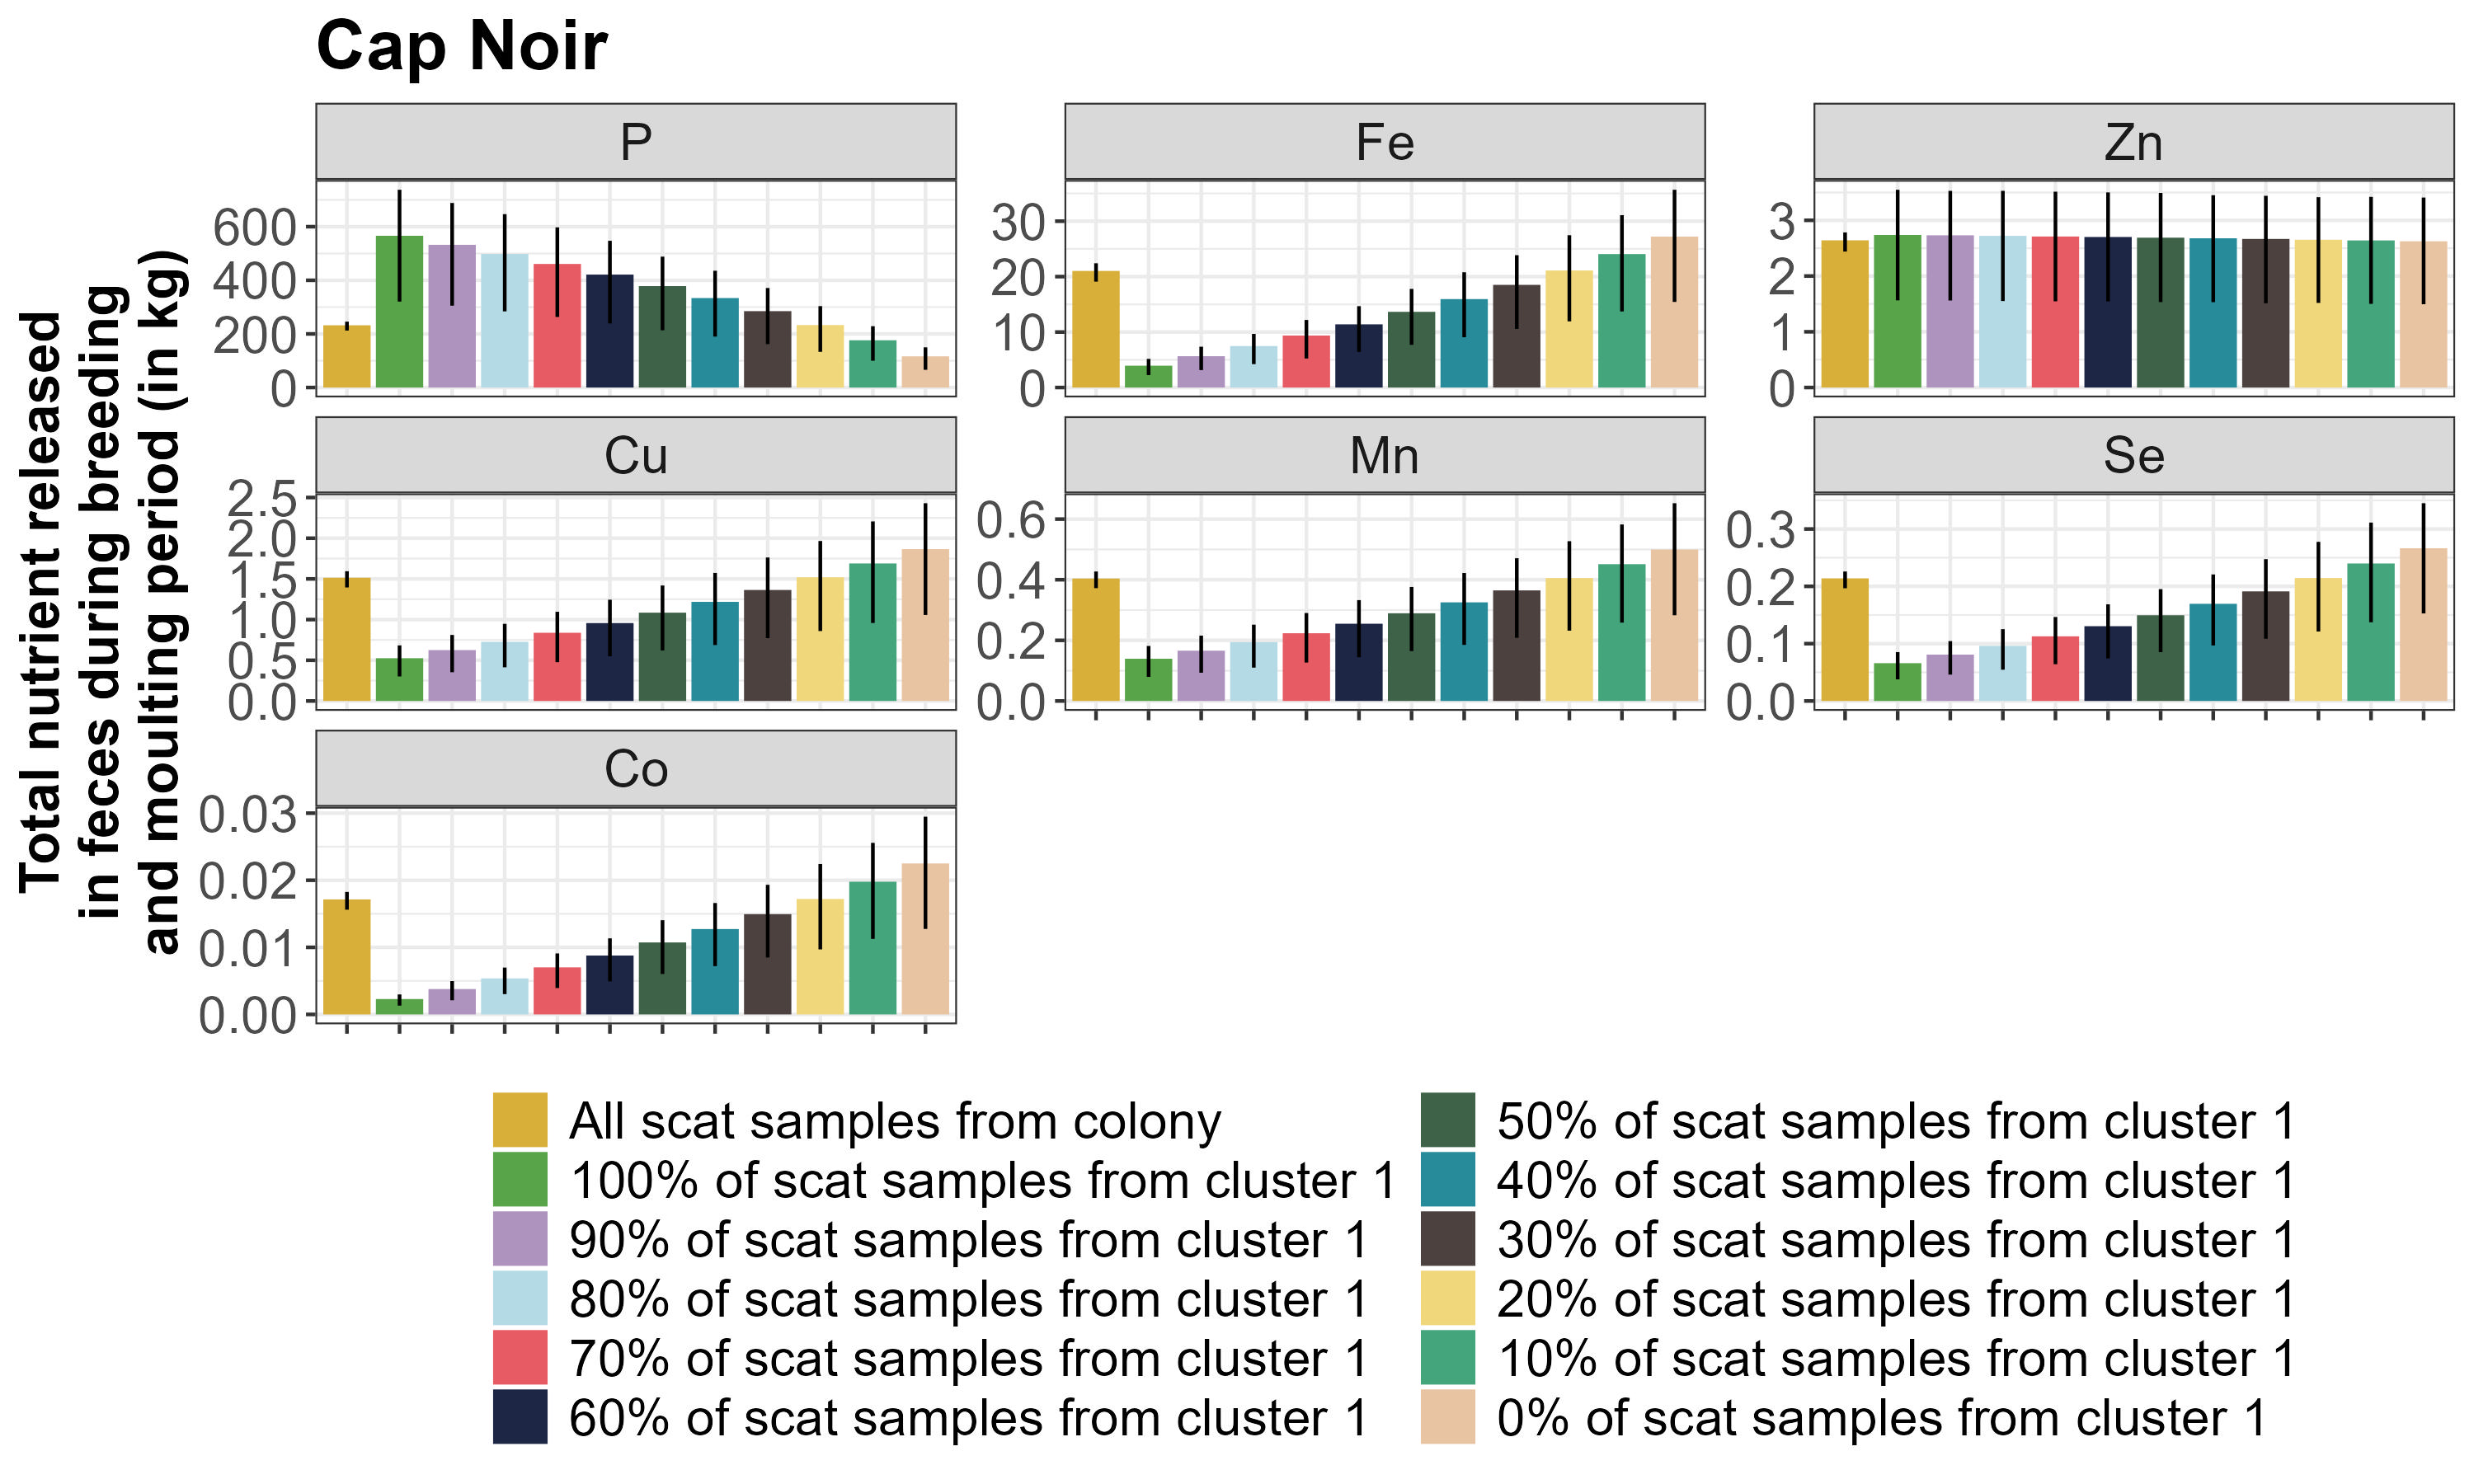 Cap Noir
Total nutrient released
in feces during breeding
and moulting period (in kg)
P
600
400
200
0
Fe
30
20
10
0
Zn
3
2
1
0
Cu
2.5
2.0
1.5
1.0
0.5
0.0
Mn
0.6
0.4
0.2
0.0
Se
0.3
0.2
0.1
0.0
Co
0.03
0.02
0.01
0.00
All scat samples from colony
100% of scat samples from cluster 1
90% of scat samples from cluster 1
80% of scat samples from cluster 1
70% of scat samples from cluster 1
60% of scat samples from cluster 1
50% of scat samples from cluster 1
40% of scat samples from cluster 1
30% of scat samples from cluster 1
20% of scat samples from cluster 1
10% of scat samples from cluster 1
0% of scat samples from cluster 1